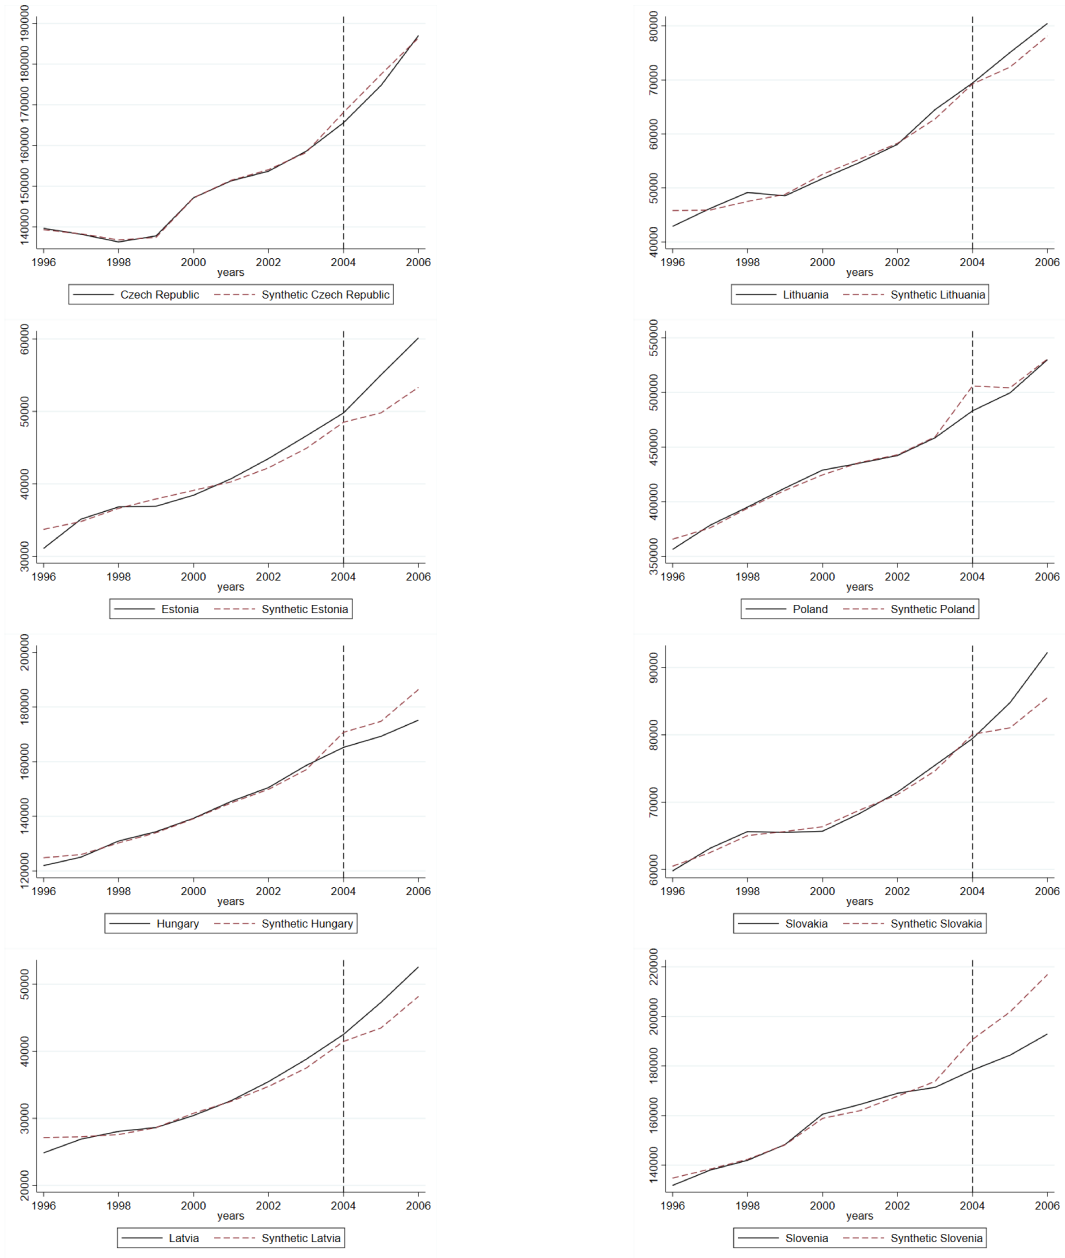 190000
180000
170000
160000
150000
140000
1996 1998 2000 2002 2004 2006
years
Czech Republic Synthetic Czech Republic
80000
70000
60000
50000
40000
1996 1998 2000 2002 2004 2006
years
Lithuania Synthetic Lithuania
60000
50000
40000
30000
1996 1998 2000 2002 2004 2006
years
Estonia Synthetic Estonia
550000
500000
450000
400000
350000
1996 1998 2000 2002 2004 2006
years
Poland Synthetic Poland
200000
180000
160000
140000
120000
1996 1998 2000 2002 2004 2006
years
Hungary Synthetic Hungary
90000
80000
70000
60000
1996 1998 2000 2002 2004 2006
years
Slovakia Synthetic Slovakia
50000
40000
30000
20000
1996 1998 2000 2002 2004 2006
years
Latvia Synthetic Latvia
220000
200000
180000
160000
140000
1996 1998 2000 2002 2004 2006
years
Slovenia Synthetic Slovenia